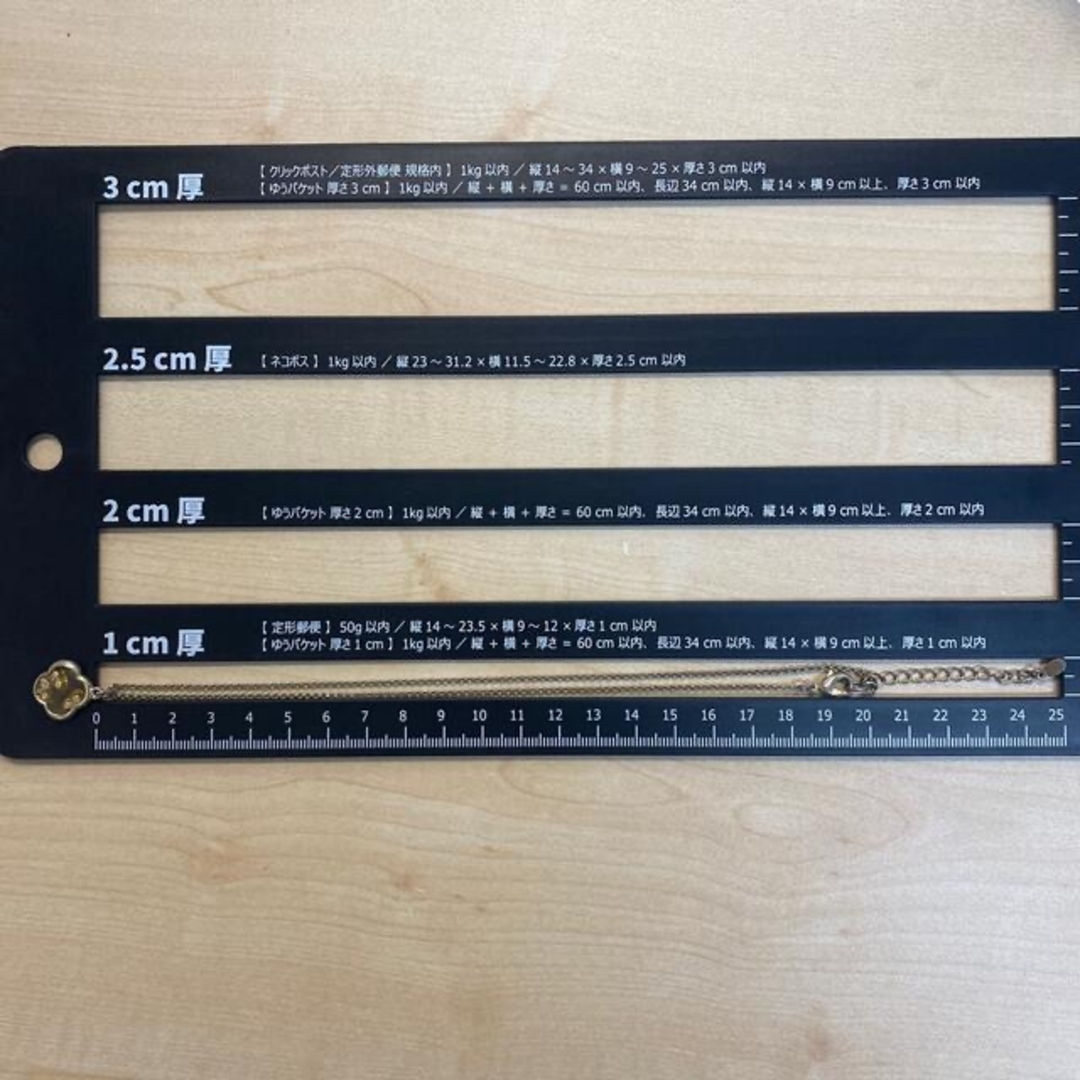 3 cm 厚
【 クリックポスト／定形外郵便 規格内 】 1kg 以内 ／ 縦 14 ～ 34 × 横 9 ～ 25 × 厚さ 3 cm 以内
【 ゆうパケット 厚さ 3 cm 】 1kg 以内 ／ 縦 + 横 + 厚さ = 60 cm 以内、長辺 34 cm 以内、縦 14 × 横 9 cm 以上、厚さ 3 cm 以内
2.5 cm 厚
【 ネコポス 】 1kg 以内 ／ 縦 23 ～ 31.2 × 横 11.5 ～ 22.8 × 厚さ 2.5 cm 以内
2 cm 厚
【 ゆうパケット 厚さ 2 cm 】 1kg 以内 ／ 縦 + 横 + 厚さ = 60 cm 以内、長辺 34 cm 以内、縦 14 × 横 9 cm 以上、厚さ 2 cm 以内
1 cm 厚
【 定形郵便 】 50g 以内 ／ 縦 14 ～ 23.5 × 横 9 ～ 12 × 厚さ 1 cm 以内
【 ゆうパケット 厚さ 1 cm 】 1kg 以内 ／ 縦 + 横 + 厚さ = 60 cm 以内、長辺 34 cm 以内、縦 14 × 横 9 cm 以上、厚さ 1 cm 以内
0 1 2 3 4 5 6 7 8 9 10 11 12 13 14 15 16 17 18 19 20 21 22 23 24 25